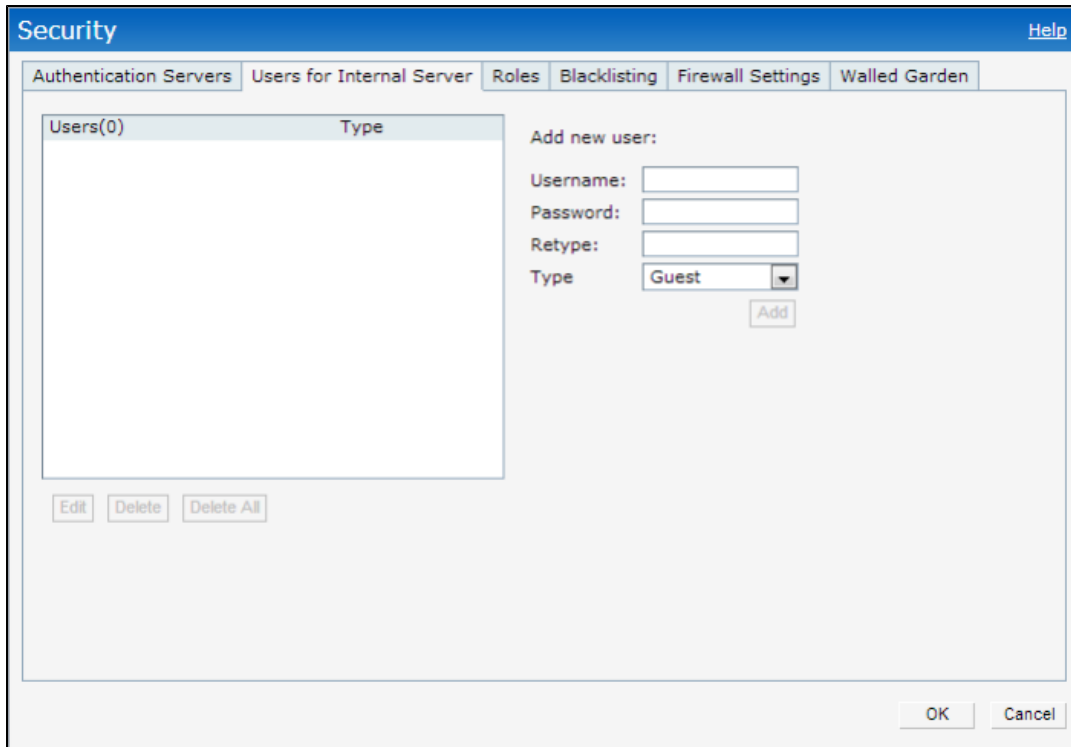 Security
Help
Authentication Servers
Users for Internal Server
Roles
Blacklisting
Firewall Settings
Walled Garden
Users(0) Type
Add new user:
Username:
Password:
Retype:
Type Guest
Add
Edit Delete Delete All
OK Cancel